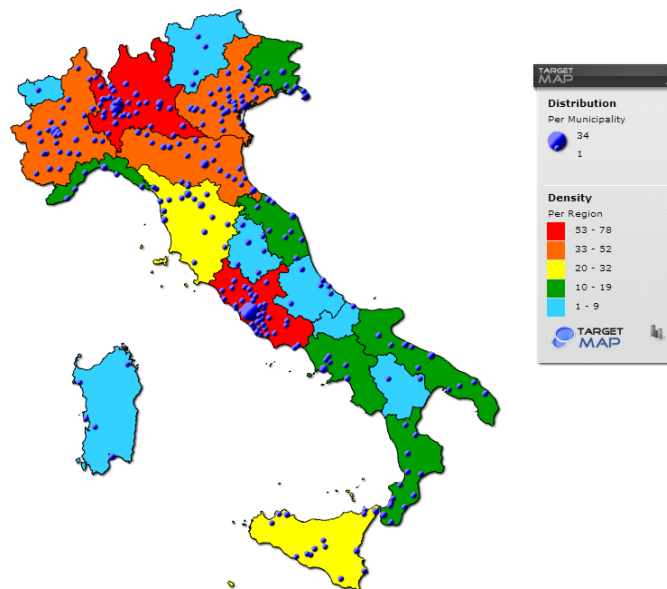 TARGET
MAP
Distribution
Per Municipality
34
1
Density
Per Region
53 - 78
33 - 52
20 - 32
10 - 19
1 - 9
TARGET
MAP